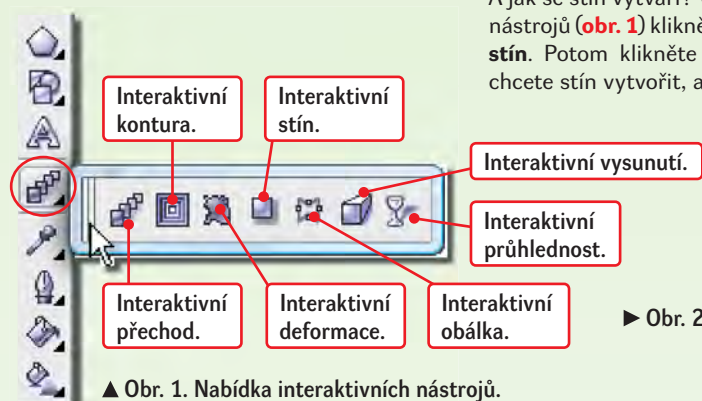 A jak se stín vytváří?
nástrojů (obr. 1) klikně
stín. Potom klikněte
chcete stín vytvořit, a
Interaktivní
kontura.
Interaktivní
stín.
Interaktivní vysunutí.
Interaktivní
průhlednost.
Interaktivní
přechod.
Interaktivní
deformace.
Interaktivní
obálka.
► Obr. 2
▲ Obr. 1. Nabídka interaktivních nástrojů.